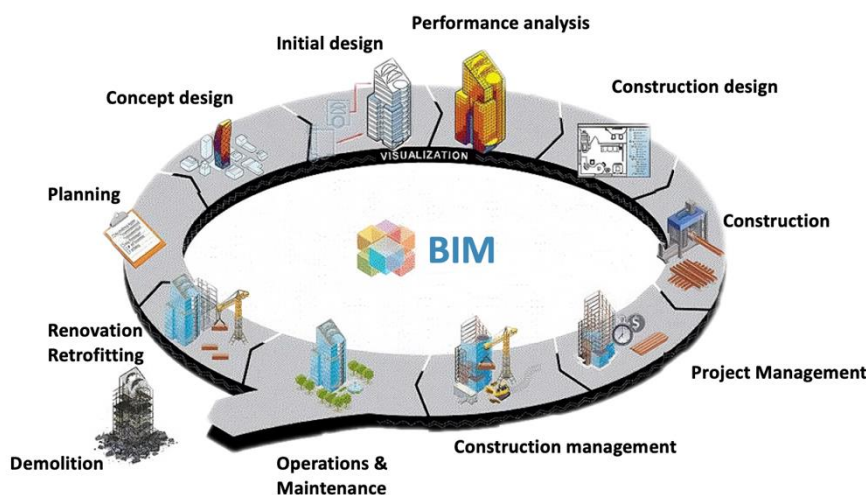 Performance analysis
Initial design
Construction design
Concept design
VISUALIZATION
Planning
Construction
BIM
Renovation
Retrofitting
Project Management
Construction management
Demolition
Operations &
Maintenance